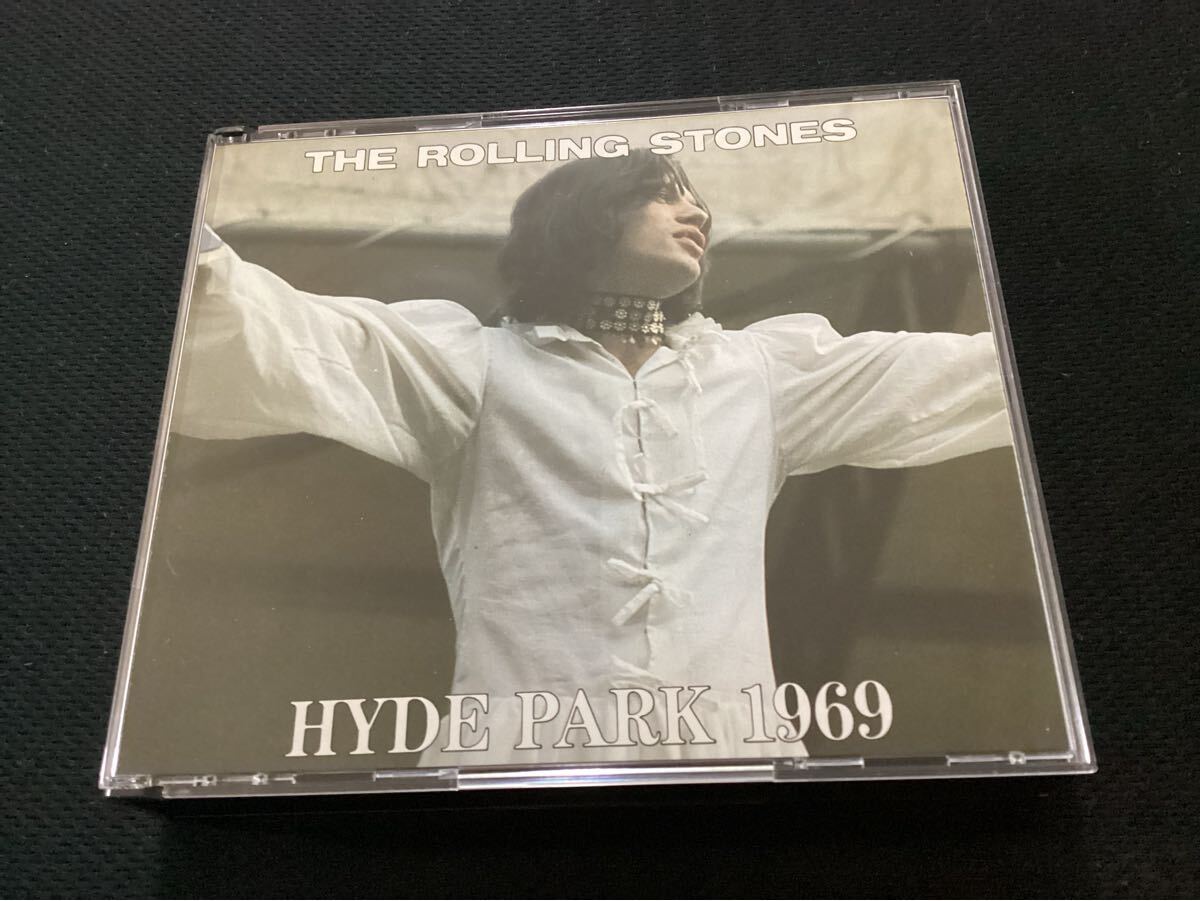 THE ROLLING STONES
HYDE PARK 1969